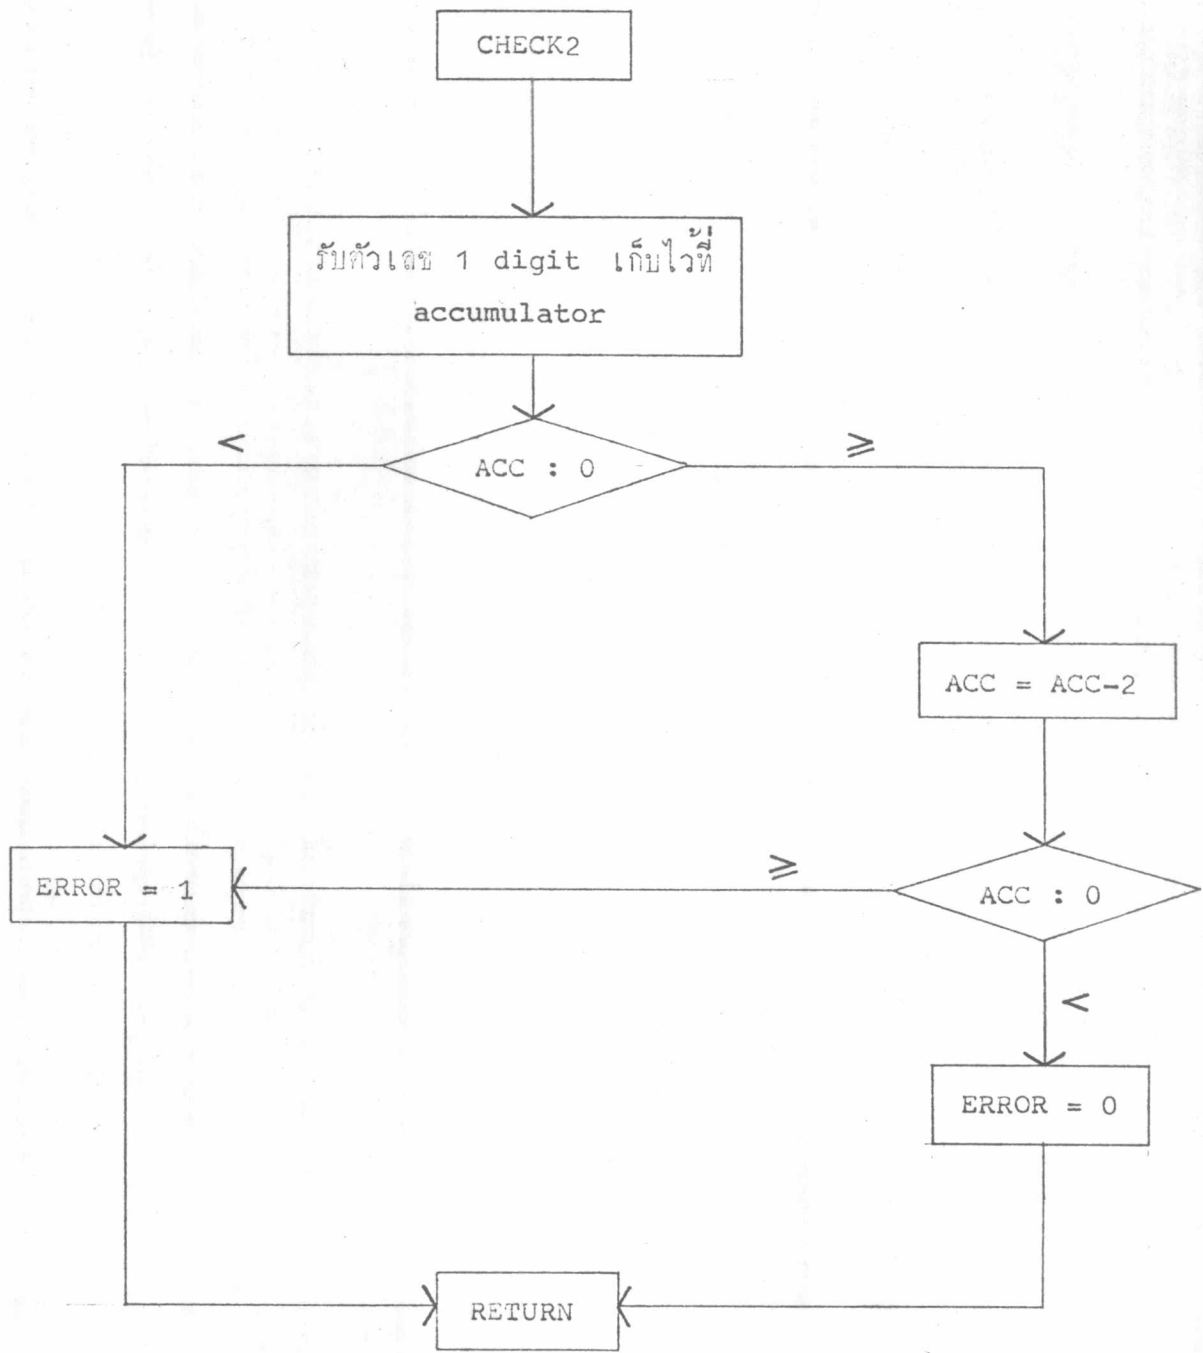 CHECK2
รับตัวเลข 1 digit เก็บไว้ที่
accumulator
<
≥
ACC : 0
ACC = ACC-2
≥
ERROR = 1
ACC : 0
<
ERROR = 0
RETURN